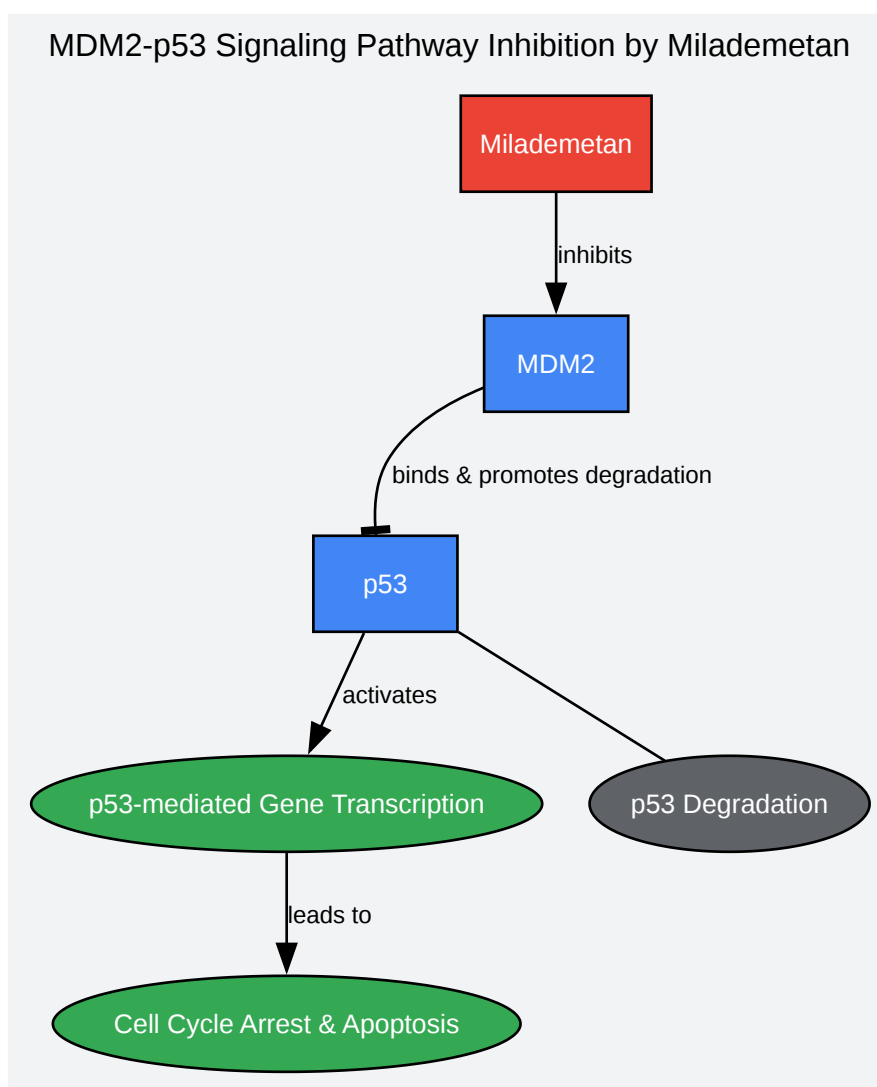 MDM2-p53 Signaling Pathway Inhibition by Milademetan
Milademetan
inhibits
MDM2
binds & promotes degradation
p53
activates
p53-mediated Gene Transcription
p53 Degradation
leads to
Cell Cycle Arrest & Apoptosis